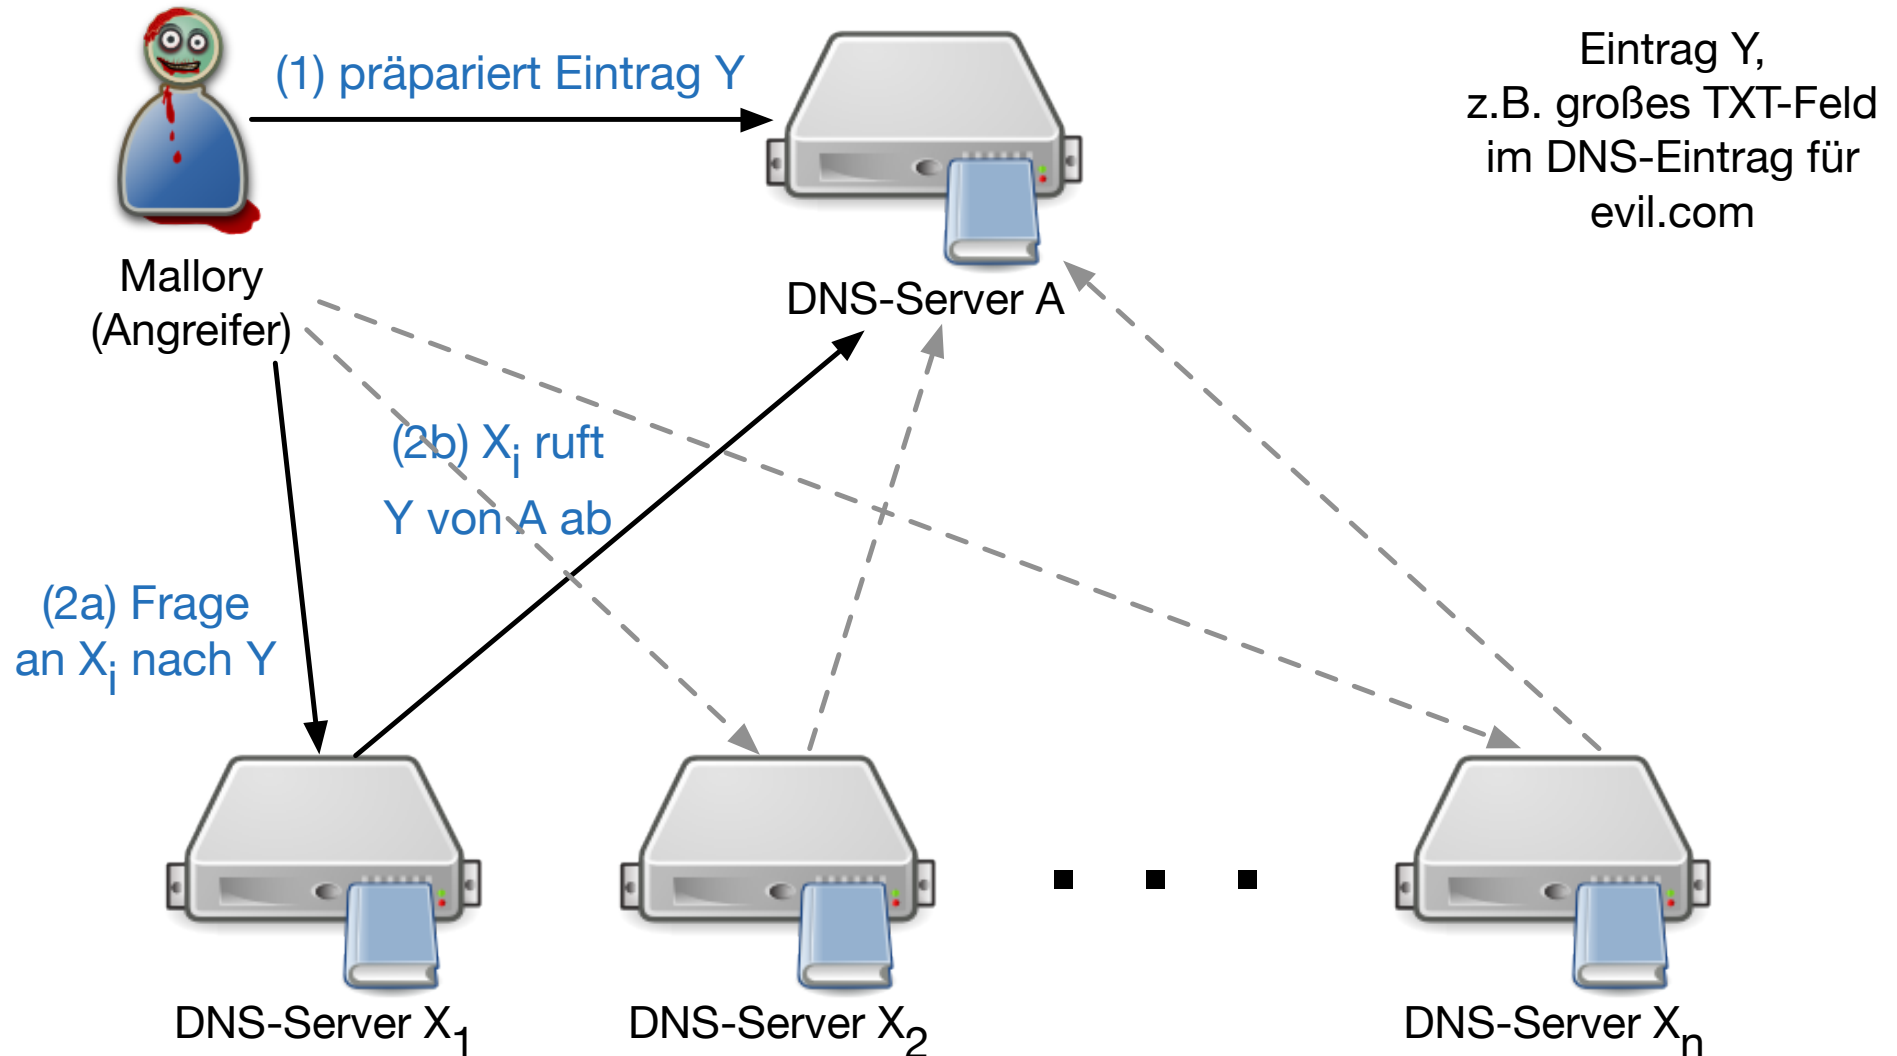 (1) präpariert Eintrag Y
Eintrag Y,
z.B. großes TXT-Feld
im DNS-Eintrag für
evil.com
Mallory
(Angreifer)
DNS-Server A
(2b) Xi ruft
Y von A ab
(2a) Frage
an Xi nach Y
DNS-Server X1
DNS-Server X2
DNS-Server Xn